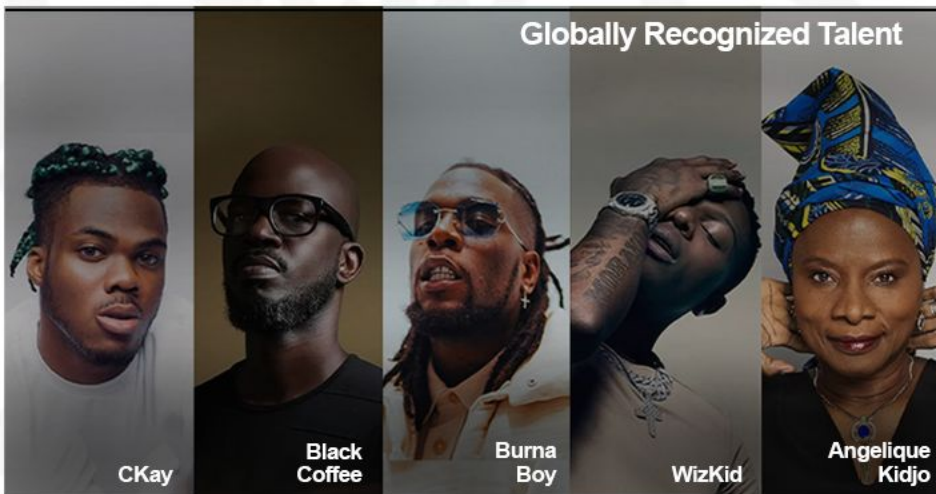 Globally Recognized Talent
CKay
Black
Coffee
Burna
Boy
WizKid
Angelique
Kidjo